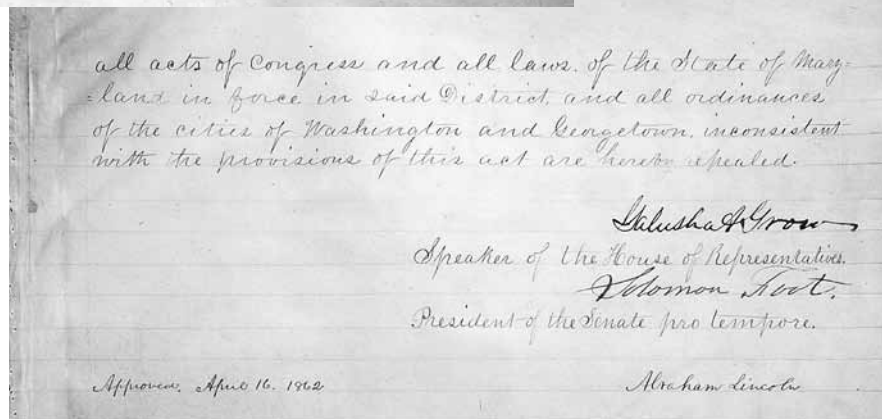 all acts of Congress and all laws. of the State of Mary=
=land in force in said District, and all ordinances
of the cities of Washington and Georgetown, inconsistent
with the provisions of this act are hereby repealed.
Galusha A Grow
Speaker of the House of Representatives.
Solomon Foot.
President of the Senate pro tempore.
Approved, April 16. 1862
Abraham Lincoln